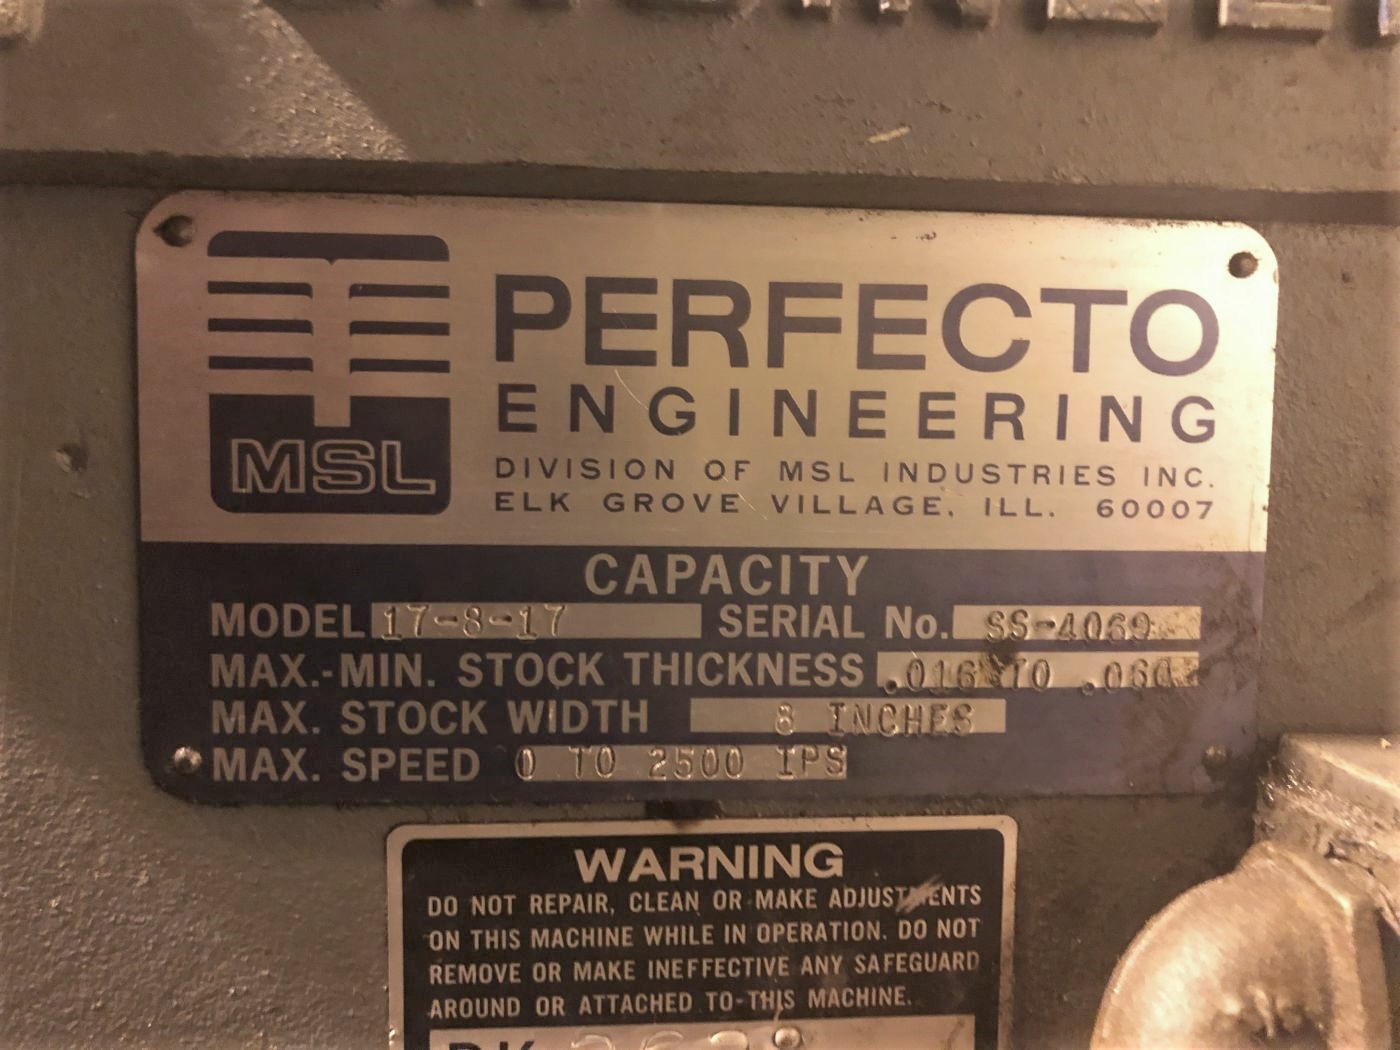 MSL
PERFECTO
ENGINEERING
DIVISION OF MSL INDUSTRIES INC.
ELK GROVE VILLAGE, ILL. 60007
CAPACITY
MODEL 17-8-17 SERIAL No. SS-4069
MAX.-MIN. STOCK THICKNESS .016 TO .060
MAX. STOCK WIDTH 8 INCHES
MAX. SPEED 0 TO 2500 IPS
WARNING
DO NOT REPAIR, CLEAN OR MAKE ADJUSTMENTS
ON THIS MACHINE WHILE IN OPERATION. DO NOT
REMOVE OR MAKE INEFFECTIVE ANY SAFEGUARD
AROUND OR ATTACHED TO THIS MACHINE.